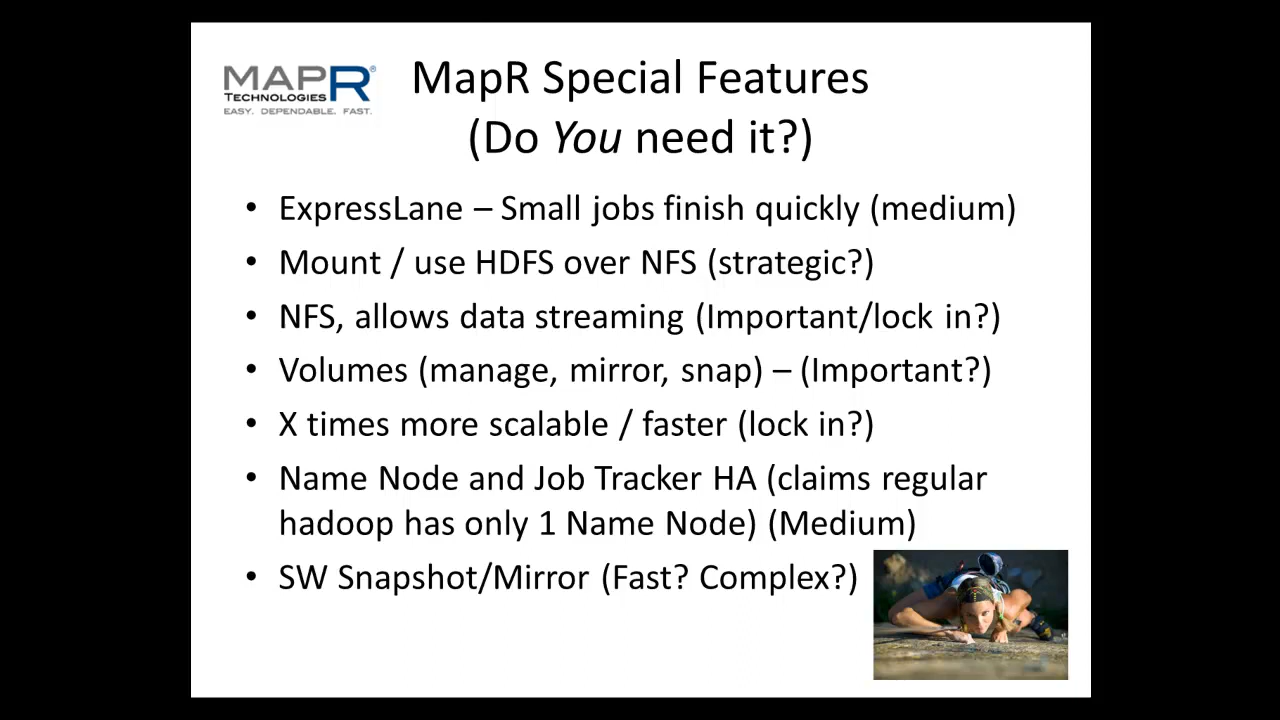 MAPR®
TECHNOLOGIES
EASY. DEPENDABLE. FAST.
MapR Special Features
(Do You need it?)
• ExpressLane – Small jobs finish quickly (medium)
• Mount / use HDFS over NFS (strategic?)
• NFS, allows data streaming (Important/lock in?)
• Volumes (manage, mirror, snap) – (Important?)
• X times more scalable / faster (lock in?)
• Name Node and Job Tracker HA (claims regular
hadoop has only 1 Name Node) (Medium)
• SW Snapshot/Mirror (Fast? Complex?)